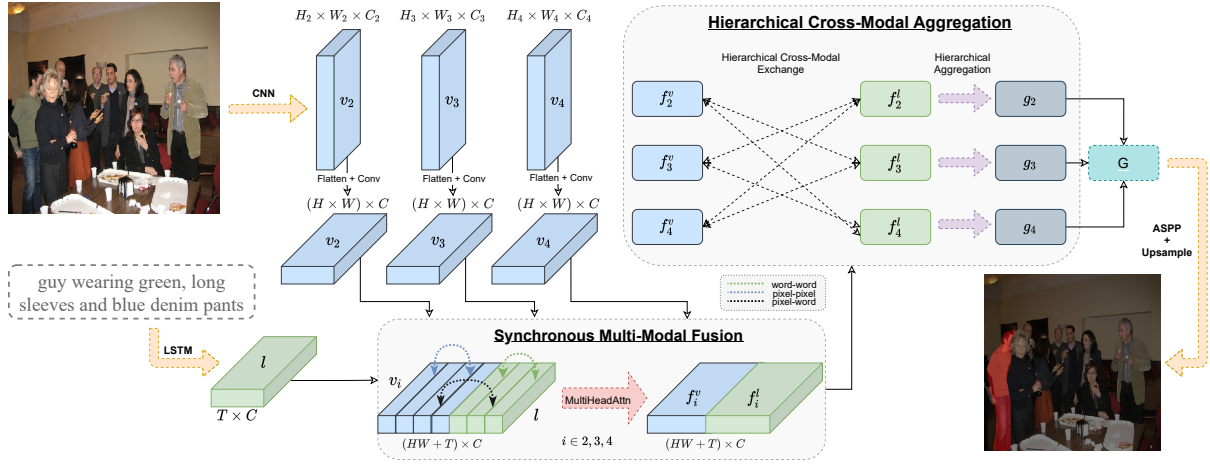 H₂ × W₂ × C₂
H₃ × W₃ × C₃
H₄ × W₄ × C₄
CNN
v₂
v₃
v₄
Flatten + Conv
Flatten + Conv
Flatten + Conv
(H × W) × C
(H × W) × C
(H × W) × C
v₂
v₃
v₄
guy wearing green, long
sleeves and blue denim pants
LSTM
l
T × C
word-word
pixel-pixel
pixel-word
Synchronous Multi-Modal Fusion
vᵢ
l
(HW + T) × C
MultiHeadAttn
i ∈ 2, 3, 4
fᵢᵛ
fᵢˡ
(HW + T) × C
Hierarchical Cross-Modal Aggregation
Hierarchical Cross-Modal
Exchange
Hierarchical
Aggregation
f₂ᵛ
f₂ˡ
g₂
f₃ᵛ
f₃ˡ
g₃
G
f₄ᵛ
f₄ˡ
g₄
ASPP
+
Upsample